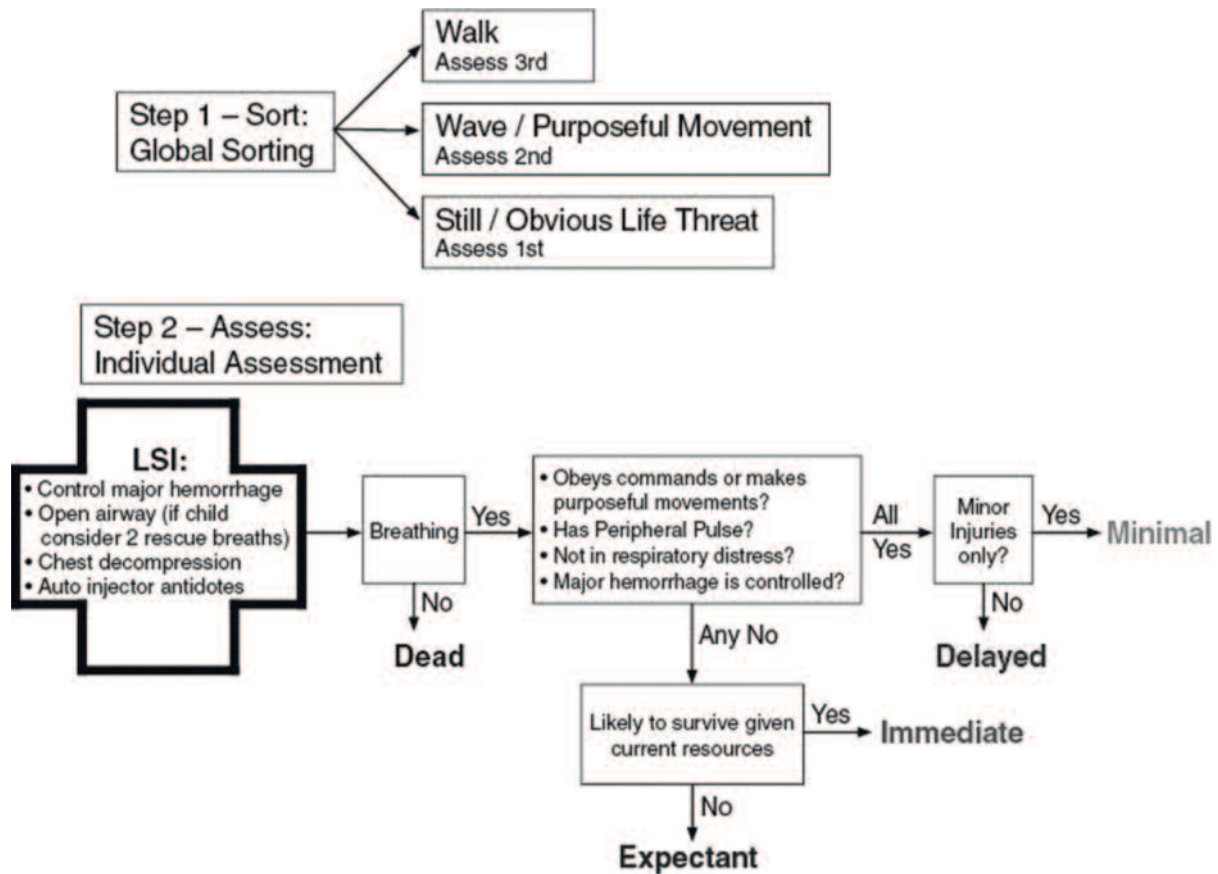 Walk
Assess 3rd
Step 1 – Sort:
Global Sorting
Wave / Purposeful Movement
Assess 2nd
Still / Obvious Life Threat
Assess 1st
Step 2 – Assess:
Individual Assessment
LSI:
• Control major hemorrhage
• Open airway (if child
consider 2 rescue breaths)
• Chest decompression
• Auto injector antidotes
Breathing
Yes
No
Dead
• Obeys commands or makes
purposeful movements?
• Has Peripheral Pulse?
• Not in respiratory distress?
• Major hemorrhage is controlled?
All
Yes
Minor
Injuries
only?
Yes
Minimal
No
Delayed
Any No
Likely to survive given
current resources
Yes
Immediate
No
Expectant